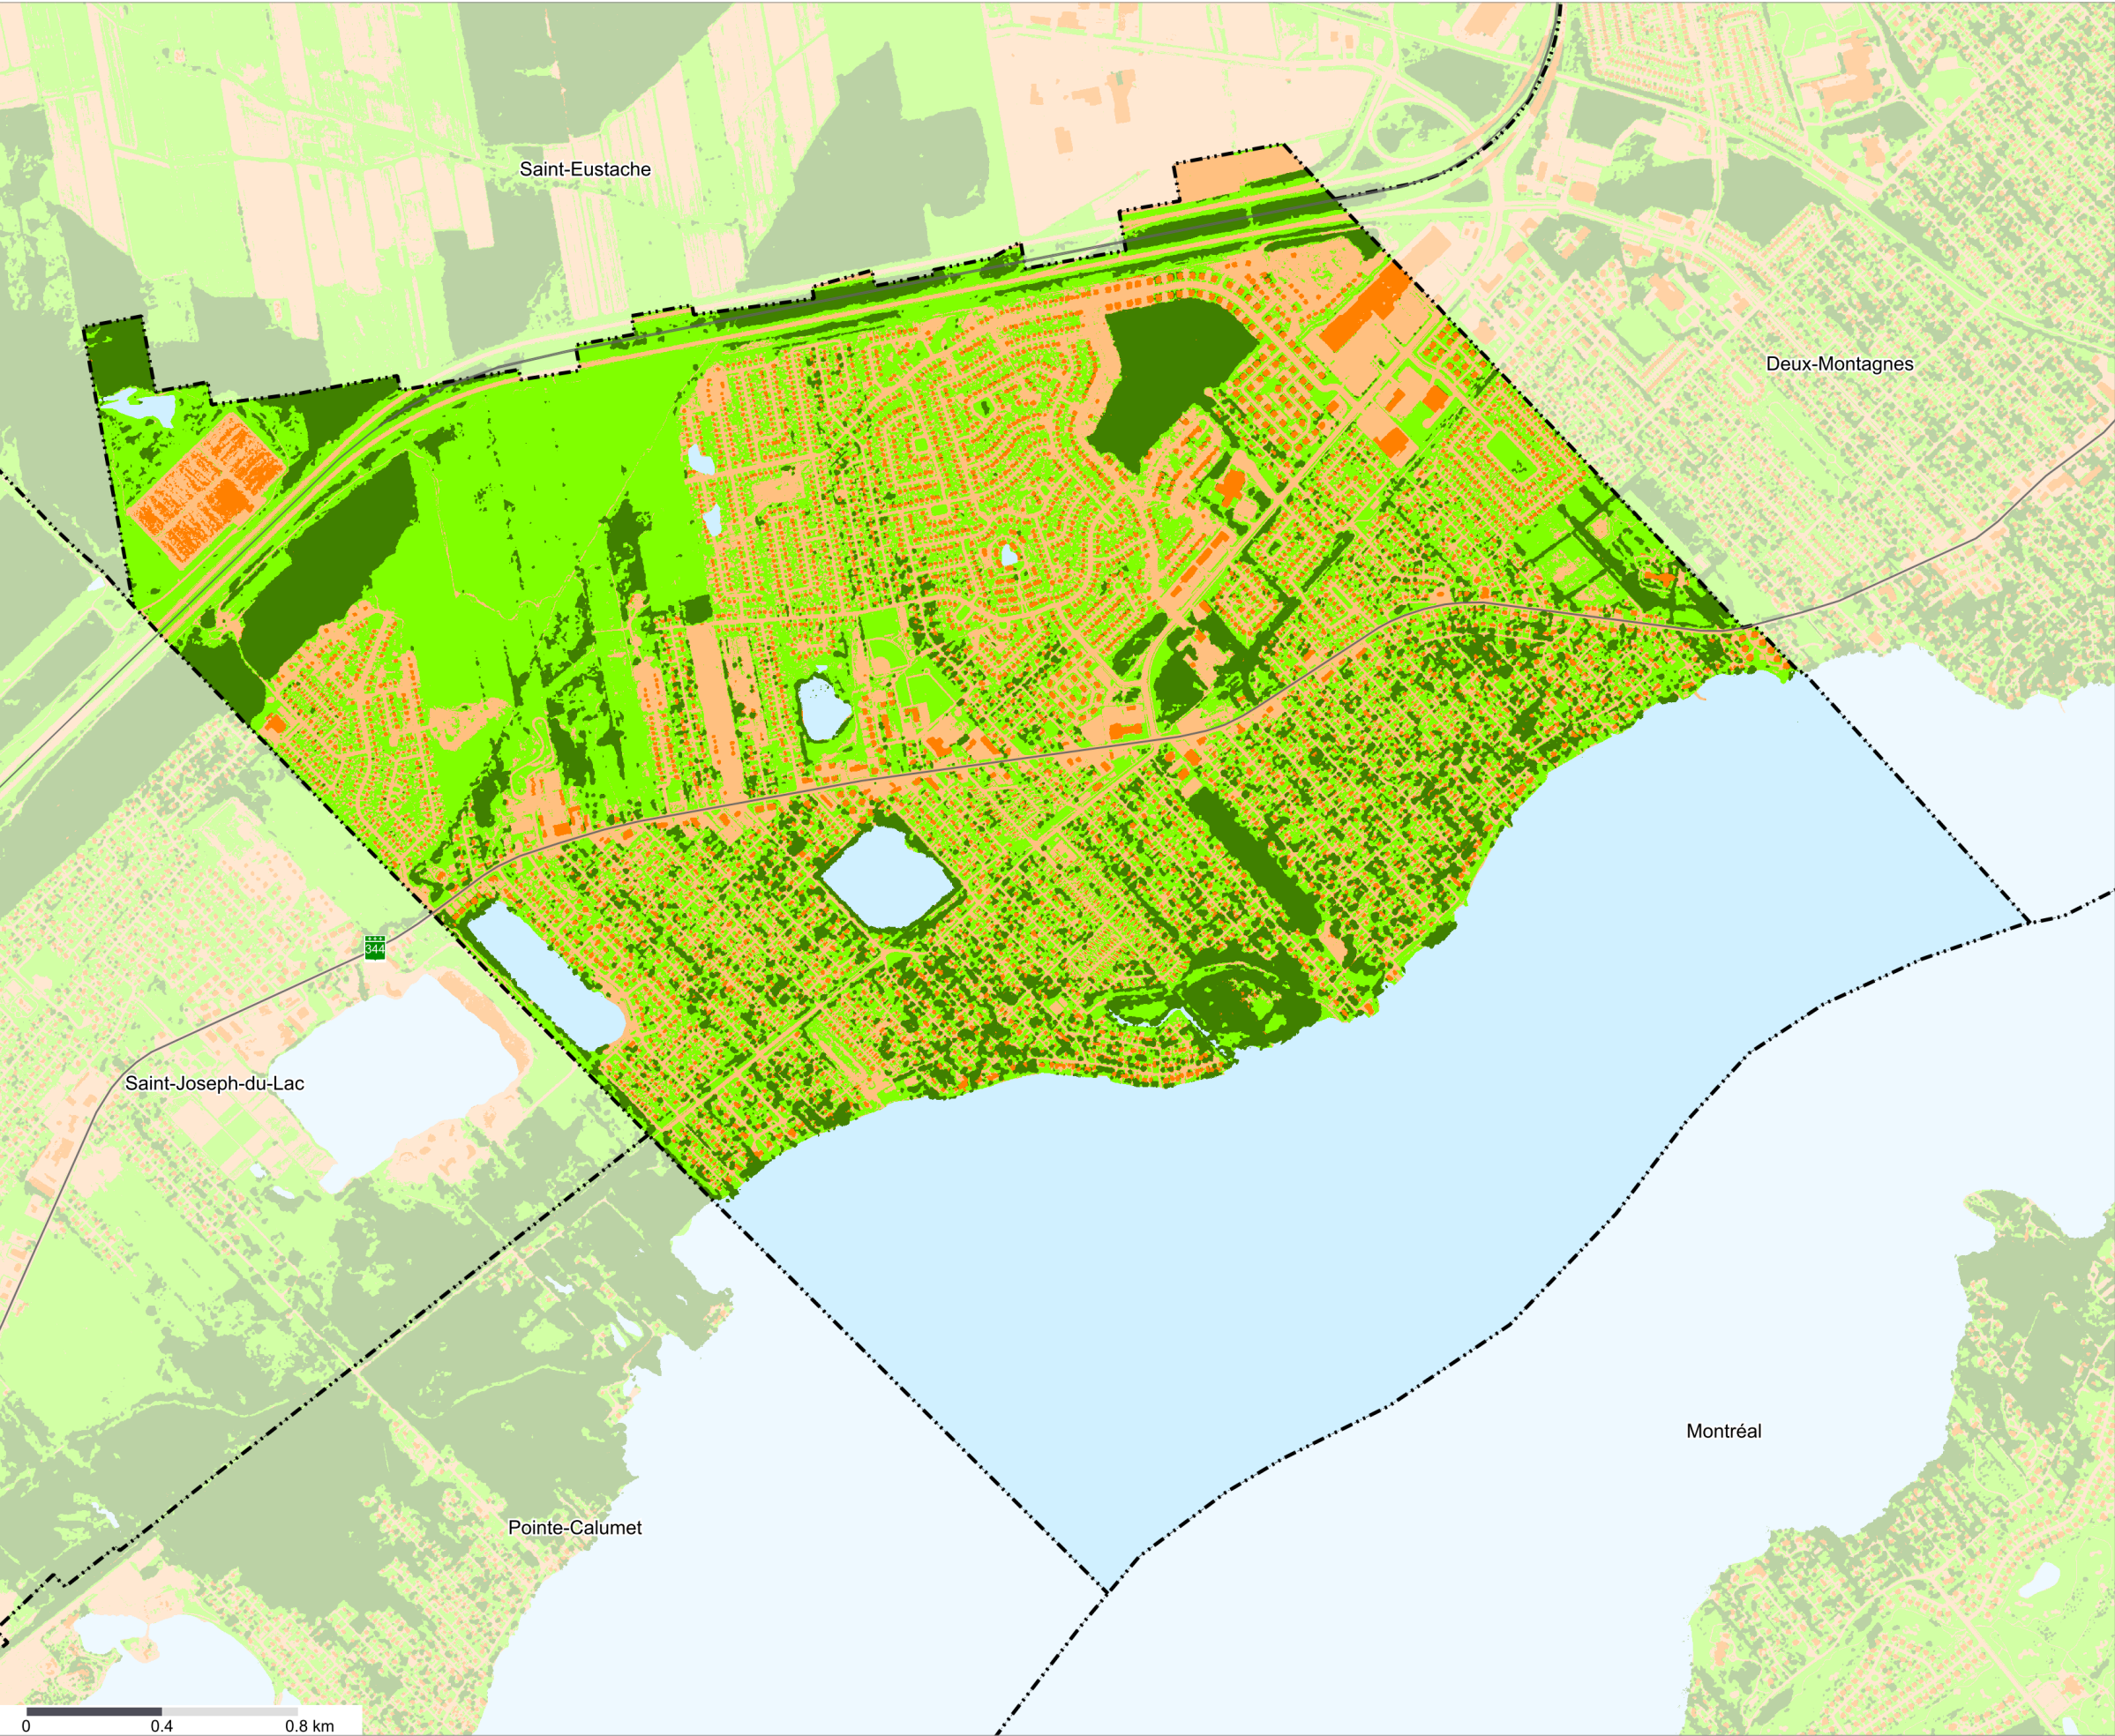 Saint-Eustache
Deux-Montagnes
344
Saint-Joseph-du-Lac
Montréal
Pointe-Calumet
0 0.4 0.8 km